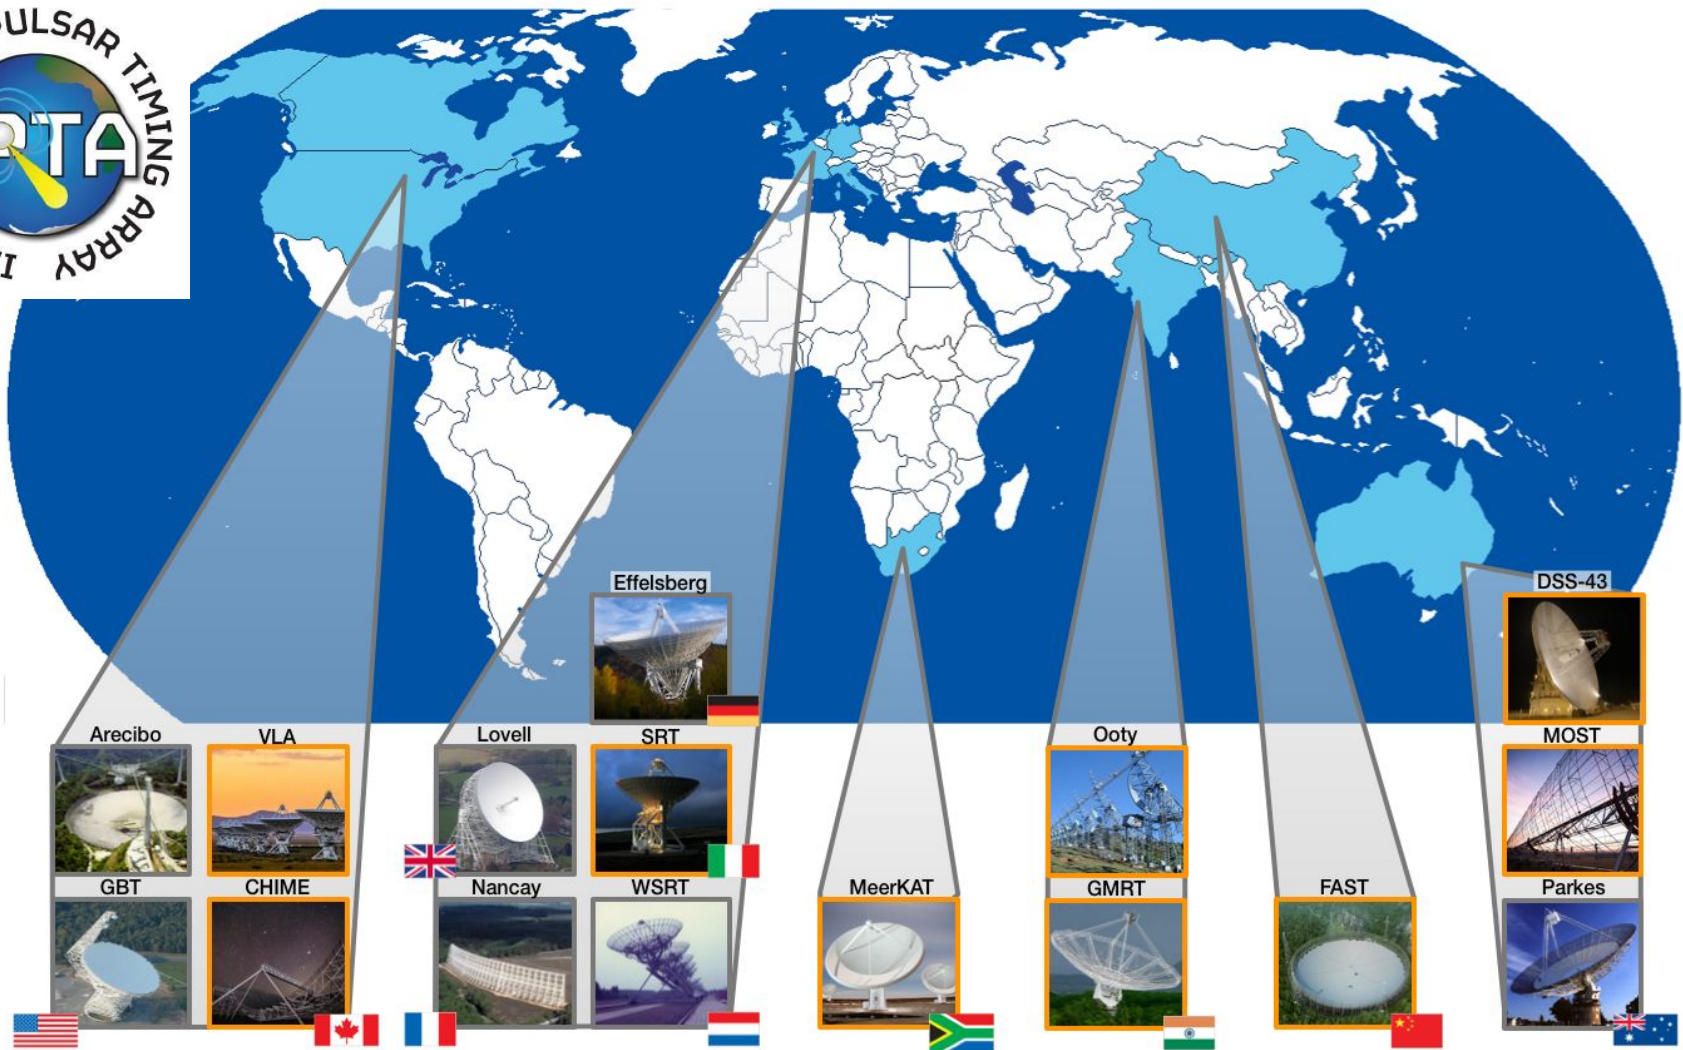 PULSAR TIMING ARRAY
PTA
Effelsberg
DSS-43
Arecibo
VLA
Lovell
SRT
Ooty
MOST
GBT
CHIME
Nancay
WSRT
MeerKAT
GMRT
FAST
Parkes